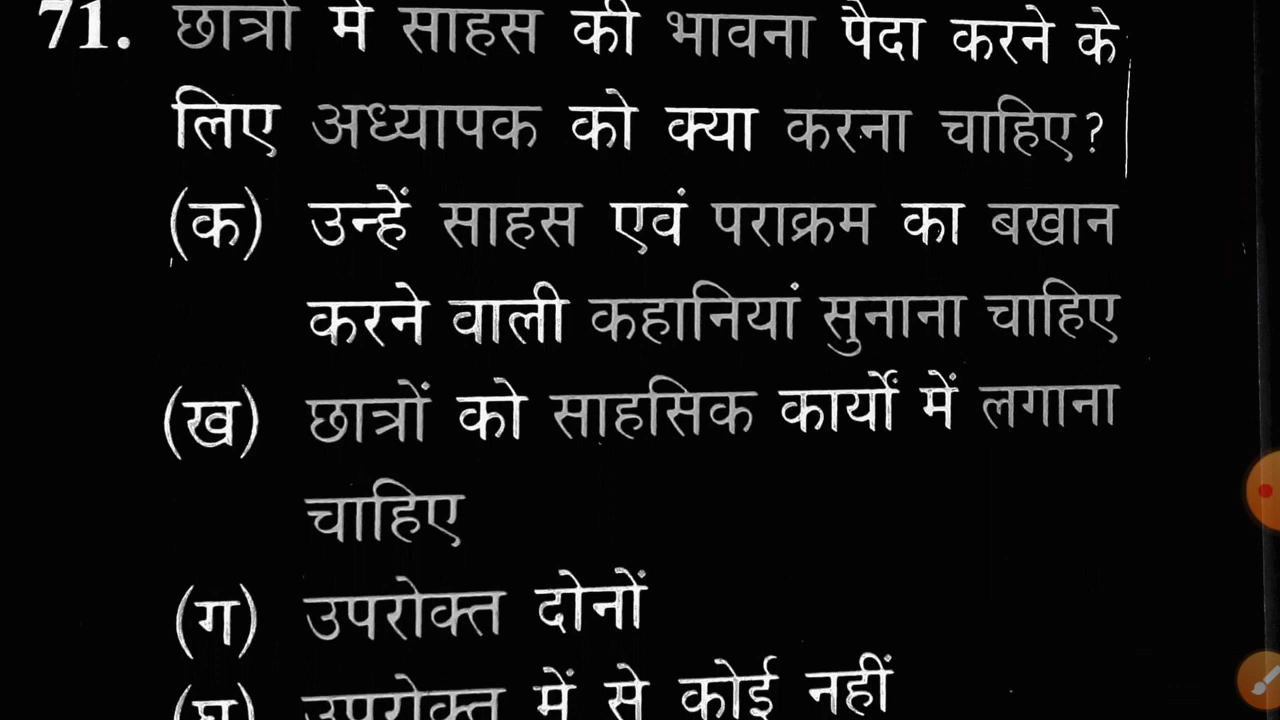 71. छात्रों में साहस की भावना पैदा करने के
लिए अध्यापक को क्या करना चाहिए?
(क) उन्हें साहस एवं पराक्रम का बखान
करने वाली कहानियां सुनाना चाहिए
(ख) छात्रों को साहसिक कार्यों में लगाना
चाहिए
(ग) उपरोक्त दोनों
(घ) उपरोक्त में से कोई नहीं